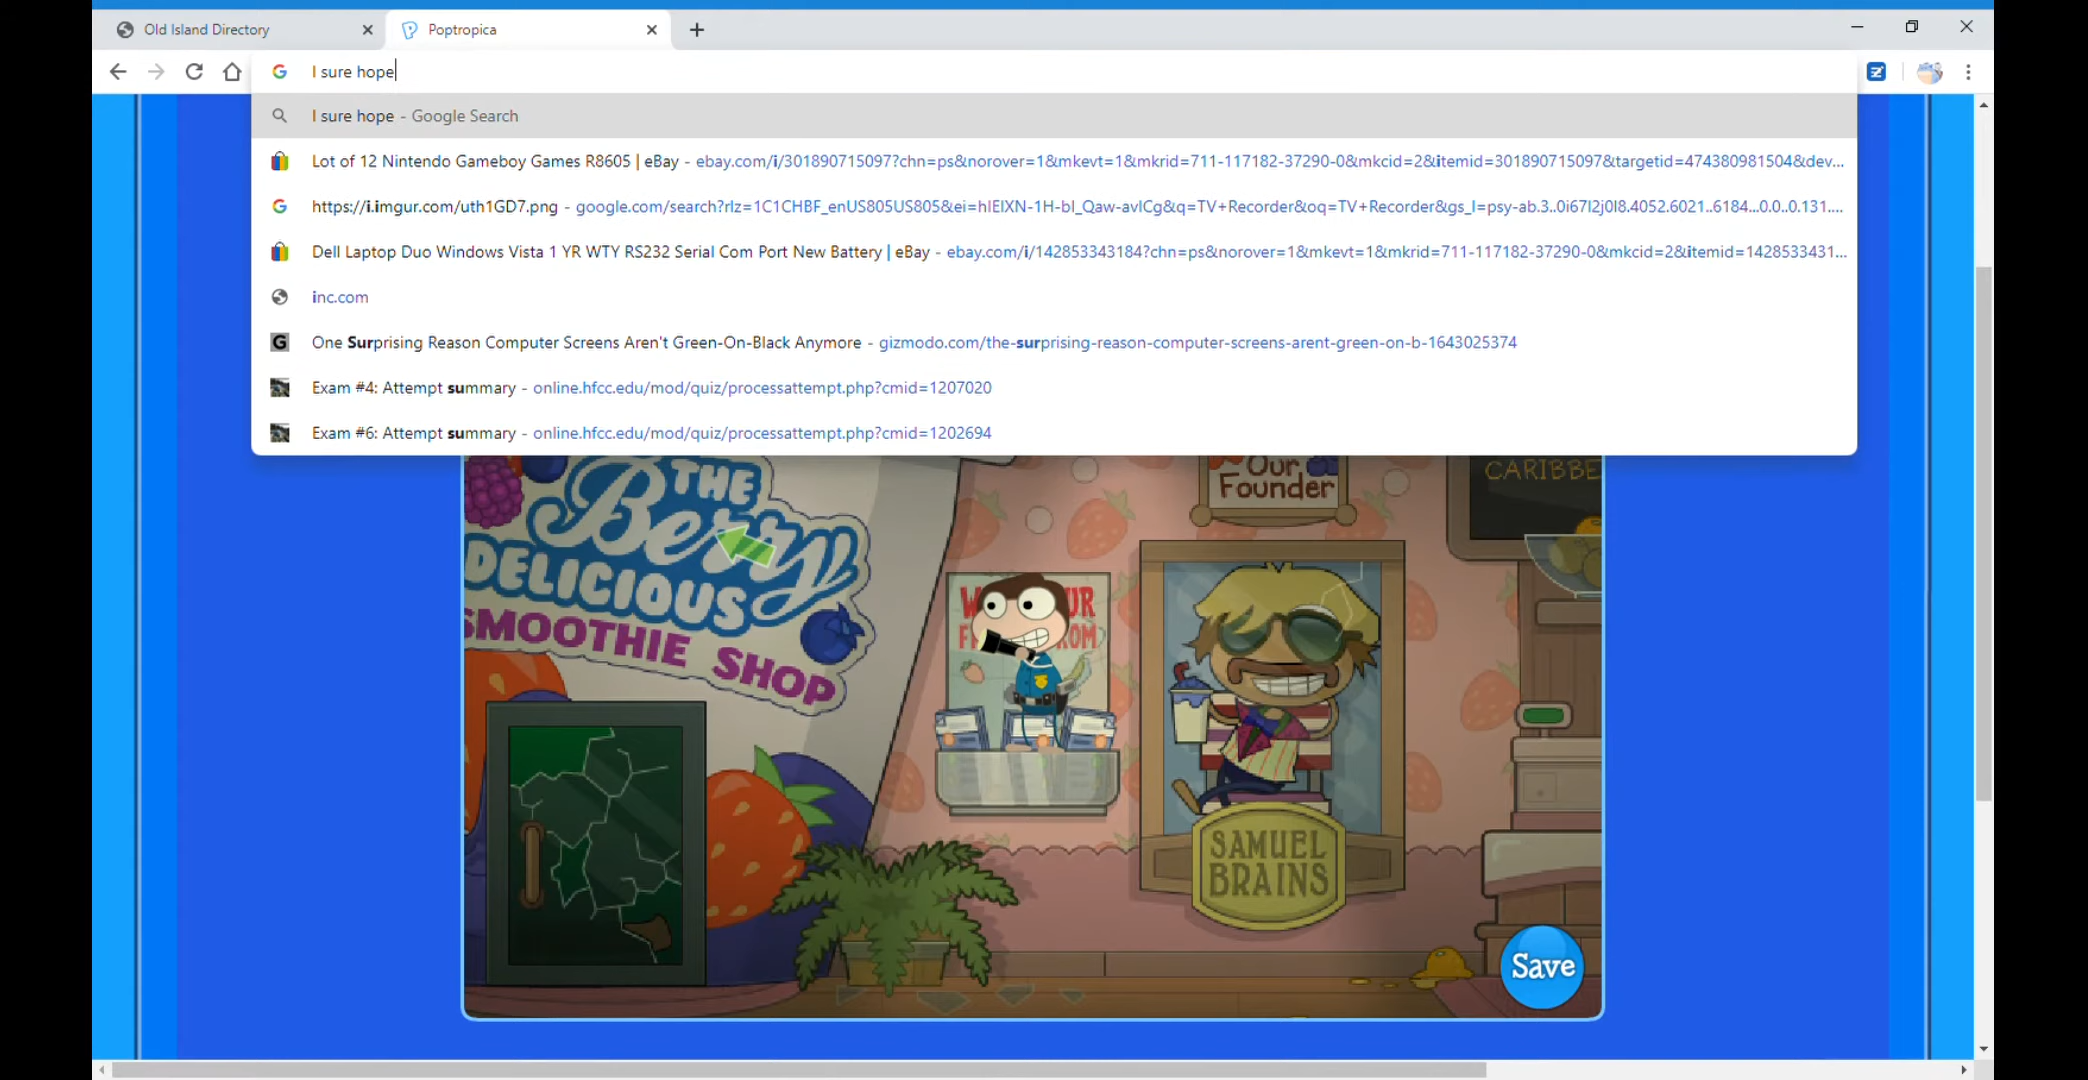 Old Island Directory
Poptropica
I sure hope
I sure hope - Google Search
Lot of 12 Nintendo Gameboy Games R8605 | eBay - ebay.com/i/301890715097?chn=ps&norover=1&mkevt=1&mkrid=711-117182-37290-0&mkcid=2&itemid=301890715097&targetid=474380981504&dev...
https://i.imgur.com/uth1GD7.png - google.com/search?rlz=1C1CHBF_enUS805US805&ei=hIEIXN-1H-bI_Qaw-avICg&q=TV+Recorder&oq=TV+Recorder&gs_l=psy-ab.3..0i67l2j0l8.4052.6021..6184...0.0..0.131....
Dell Laptop Duo Windows Vista 1 YR WTY RS232 Serial Com Port New Battery | eBay - ebay.com/i/142853343184?chn=ps&norover=1&mkevt=1&mkrid=711-117182-37290-0&mkcid=2&itemid=1428533431...
inc.com
One Surprising Reason Computer Screens Aren't Green-On-Black Anymore - gizmodo.com/the-surprising-reason-computer-screens-arent-green-on-b-1643025374
Exam #4: Attempt summary - online.hfcc.edu/mod/quiz/processattempt.php?cmid=1207020
Exam #6: Attempt summary - online.hfcc.edu/mod/quiz/processattempt.php?cmid=1202694
THE
Berry
DELICIOUS
SMOOTHIE SHOP
Our
Founder
CARIBBE
SAMUEL
BRAINS
Save